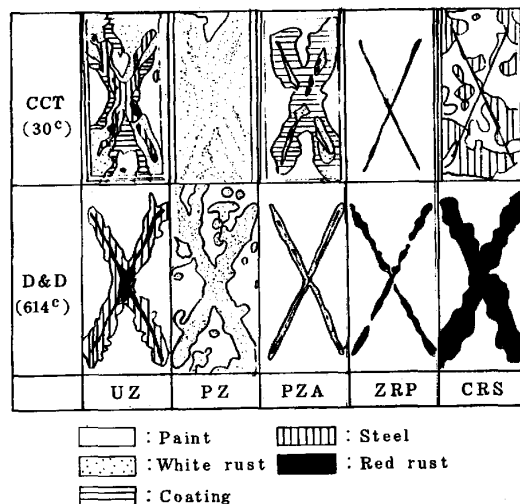 CCT
(30ᶜ)
D&D
(614ᶜ)
UZ PZ PZA ZRP CRS
: Paint : Steel
: White rust : Red rust
: Coating